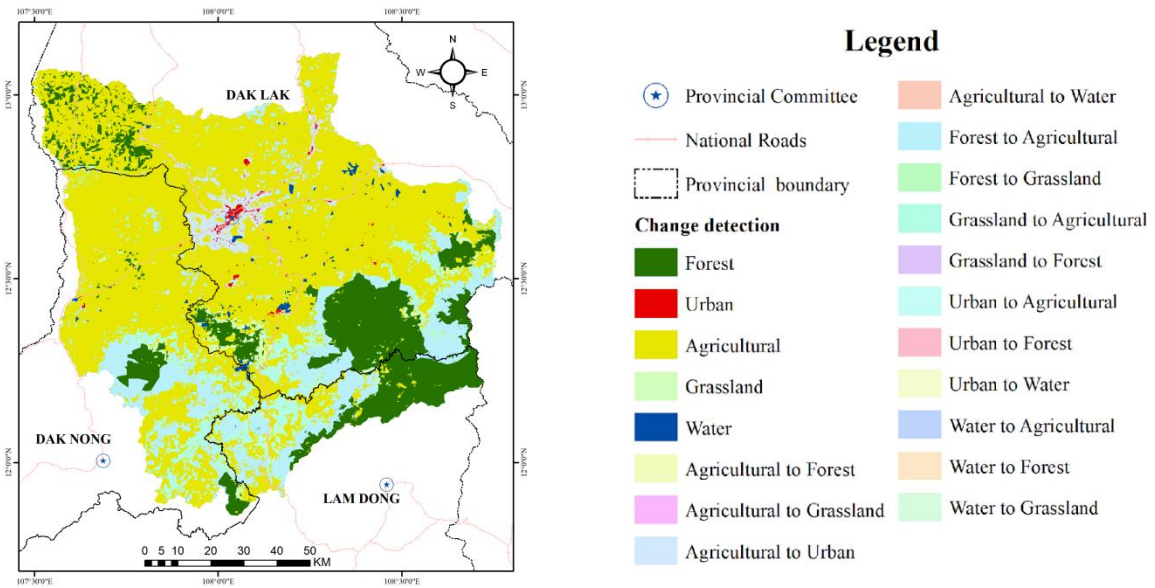 107°30'0"E 108°0'0"E 108°30'0"E
N
W E
S
13°0'0"N 13°0'0"N
DAK LAK
12°30'0"N 12°30'0"N
DAK NONG
12°0'0"N 12°0'0"N
LAM DONG
0 5 10 20 30 40 50
KM
107°30'0"E 108°0'0"E 108°30'0"E
Legend
Provincial Committee
National Roads
Provincial boundary
Change detection
Forest
Urban
Agricultural
Grassland
Water
Agricultural to Forest
Agricultural to Grassland
Agricultural to Urban
Agricultural to Water
Forest to Agricultural
Forest to Grassland
Grassland to Agricultural
Grassland to Forest
Urban to Agricultural
Urban to Forest
Urban to Water
Water to Agricultural
Water to Forest
Water to Grassland